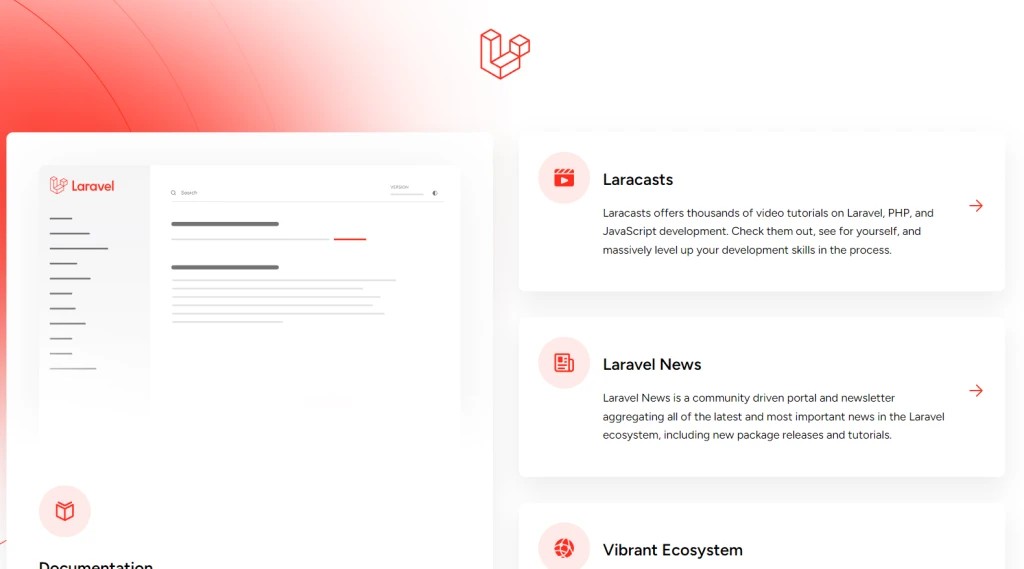 Laravel
Search
VERSION
Documentation
Laracasts
Laracasts offers thousands of video tutorials on Laravel, PHP, and
JavaScript development. Check them out, see for yourself, and
massively level up your development skills in the process.
Laravel News
Laravel News is a community driven portal and newsletter
aggregating all of the latest and most important news in the Laravel
ecosystem, including new package releases and tutorials.
Vibrant Ecosystem